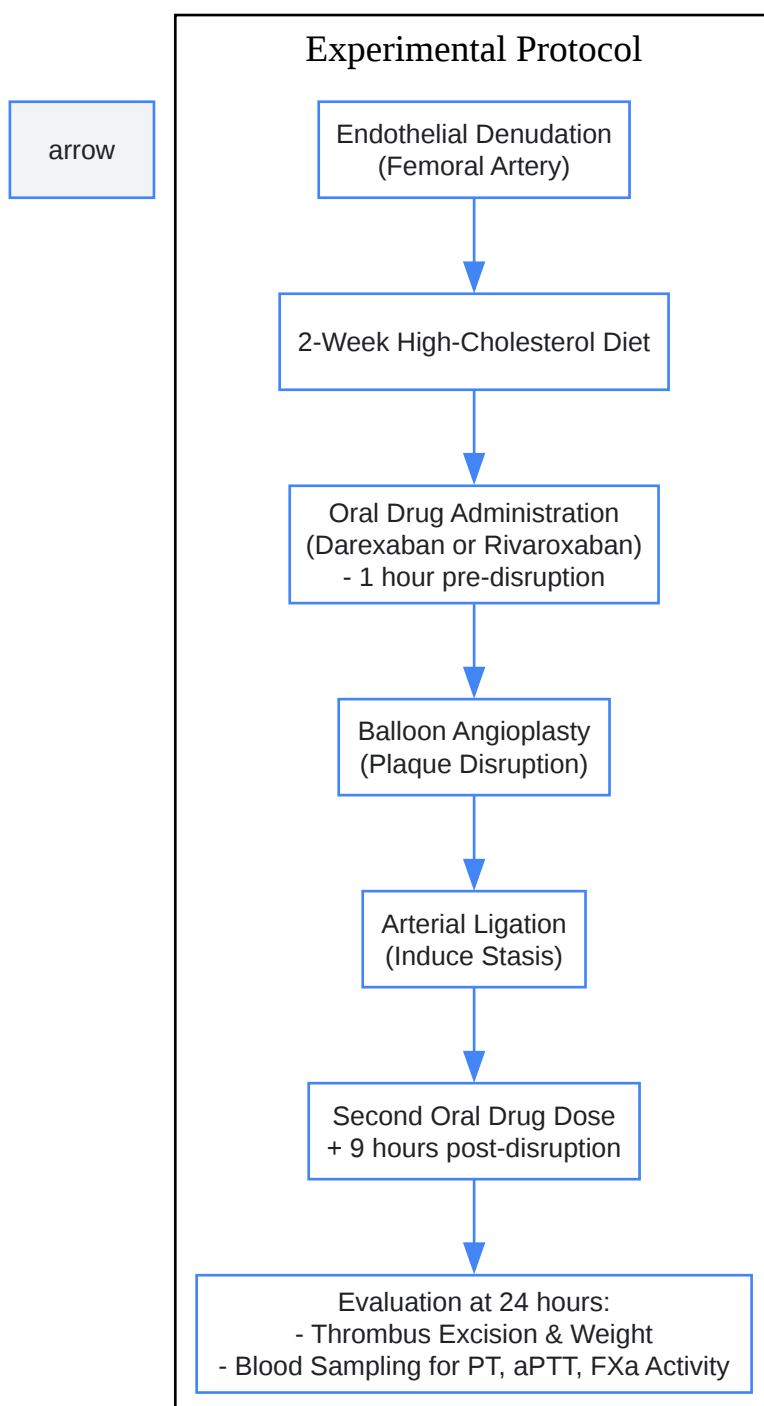 Experimental Protocol
arrow
Endothelial Denudation
(Femoral Artery)
2-Week High-Cholesterol Diet
Oral Drug Administration
(Darexaban or Rivaroxaban)
- 1 hour pre-disruption
Balloon Angioplasty
(Plaque Disruption)
Arterial Ligation
(Induce Stasis)
Second Oral Drug Dose
+ 9 hours post-disruption
Evaluation at 24 hours:
- Thrombus Excision & Weight
- Blood Sampling for PT, aPTT, FXa Activity